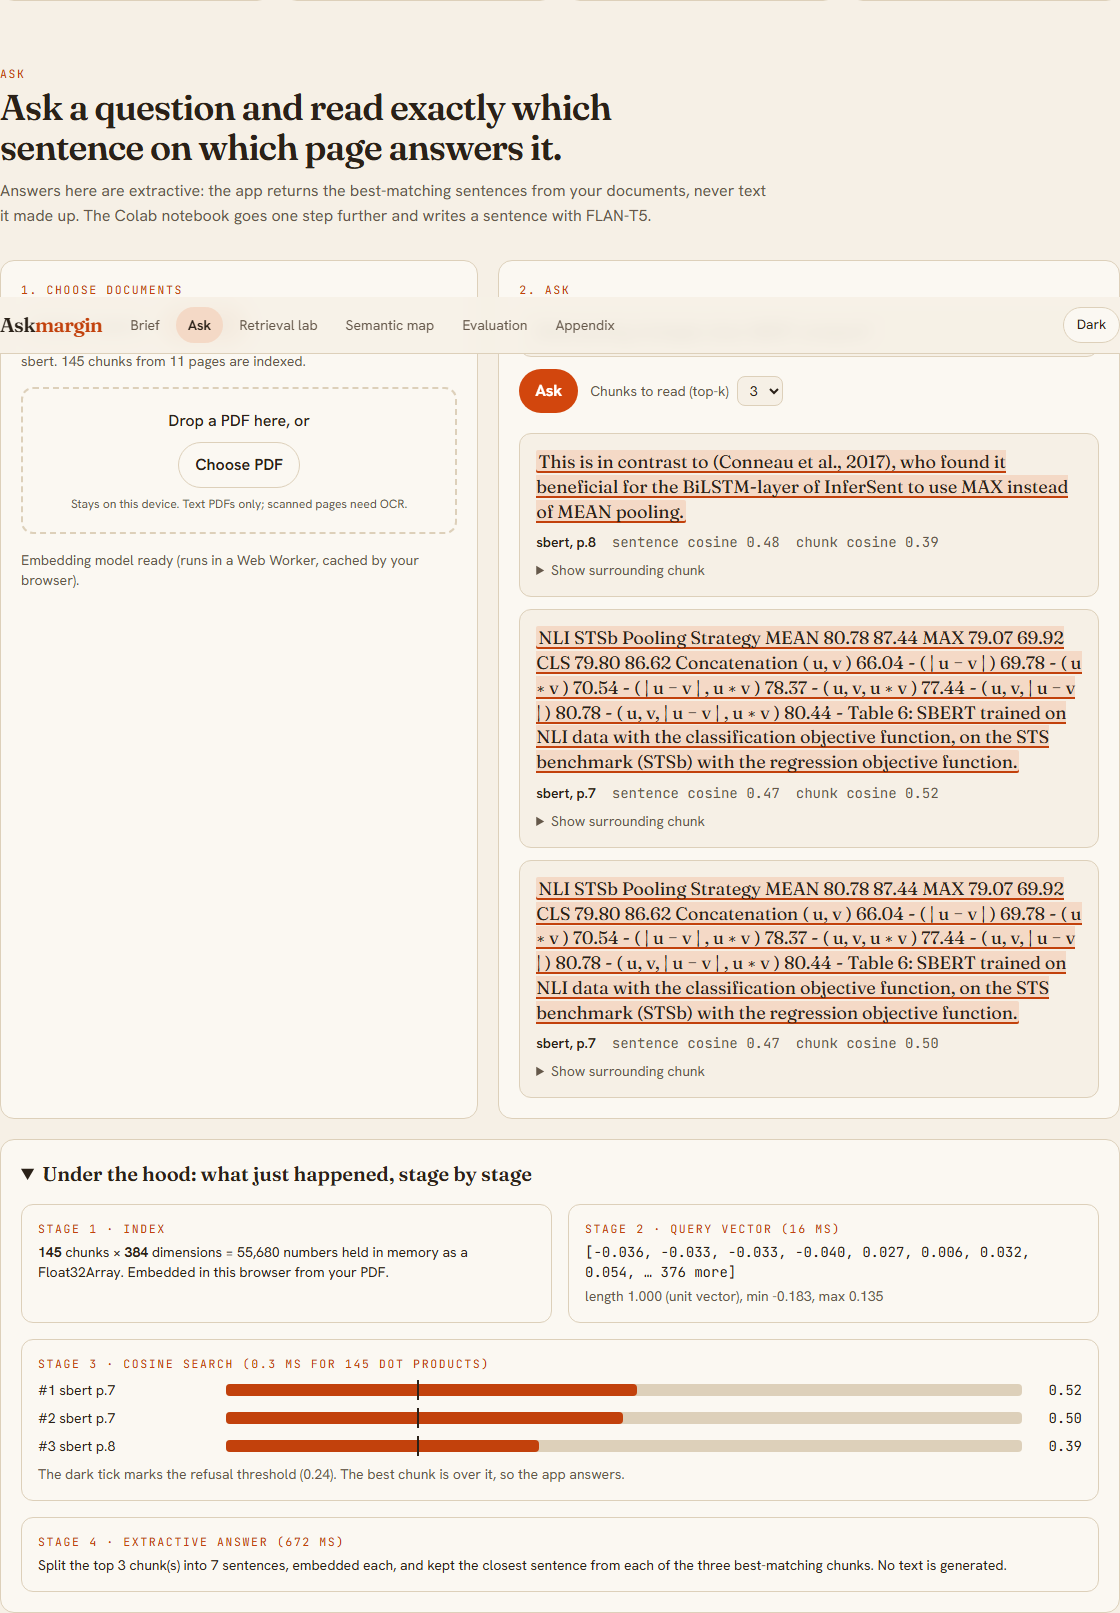 ASK
Ask a question and read exactly which
sentence on which page answers it.
Answers here are extractive: the app returns the best-matching sentences from your documents, never text
it made up. The Colab notebook goes one step further and writes a sentence with FLAN-T5.
1. CHOOSE DOCUMENTS
2. ASK
Askmargin
Brief
Ask
Retrieval lab
Semantic map
Evaluation
Appendix
Dark
sbert. 145 chunks from 11 pages are indexed.
Drop a PDF here, or
Choose PDF
Stays on this device. Text PDFs only; scanned pages need OCR.
Embedding model ready (runs in a Web Worker, cached by your
browser).
Ask
Chunks to read (top-k)
3
This is in contrast to (Conneau et al., 2017), who found it
beneficial for the BiLSTM-layer of InferSent to use MAX instead
of MEAN pooling.
sbert, p.8 sentence cosine 0.48 chunk cosine 0.39
▶ Show surrounding chunk
NLI STSb Pooling Strategy MEAN 80.78 87.44 MAX 79.07 69.92
CLS 79.80 86.62 Concatenation ( u, v ) 66.04 - ( | u − v | ) 69.78 - ( u
∗ v ) 70.54 - ( | u − v | , u ∗ v ) 78.37 - ( u, v, u ∗ v ) 77.44 - ( u, v, | u − v
| ) 80.78 - ( u, v, | u − v | , u ∗ v ) 80.44 - Table 6: SBERT trained on
NLI data with the classification objective function, on the STS
benchmark (STSb) with the regression objective function.
sbert, p.7 sentence cosine 0.47 chunk cosine 0.52
▶ Show surrounding chunk
NLI STSb Pooling Strategy MEAN 80.78 87.44 MAX 79.07 69.92
CLS 79.80 86.62 Concatenation ( u, v ) 66.04 - ( | u − v | ) 69.78 - ( u
∗ v ) 70.54 - ( | u − v | , u ∗ v ) 78.37 - ( u, v, u ∗ v ) 77.44 - ( u, v, | u − v
| ) 80.78 - ( u, v, | u − v | , u ∗ v ) 80.44 - Table 6: SBERT trained on
NLI data with the classification objective function, on the STS
benchmark (STSb) with the regression objective function.
sbert, p.7 sentence cosine 0.47 chunk cosine 0.50
▶ Show surrounding chunk
▼ Under the hood: what just happened, stage by stage
STAGE 1 · INDEX
145 chunks × 384 dimensions = 55,680 numbers held in memory as a
Float32Array. Embedded in this browser from your PDF.
STAGE 2 · QUERY VECTOR (16 MS)
[-0.036, -0.033, -0.033, -0.040, 0.027, 0.006, 0.032,
0.054, … 376 more]
length 1.000 (unit vector), min -0.183, max 0.135
STAGE 3 · COSINE SEARCH (0.3 MS FOR 145 DOT PRODUCTS)
#1 sbert p.7 0.52
#2 sbert p.7 0.50
#3 sbert p.8 0.39
The dark tick marks the refusal threshold (0.24). The best chunk is over it, so the app answers.
STAGE 4 · EXTRACTIVE ANSWER (672 MS)
Split the top 3 chunk(s) into 7 sentences, embedded each, and kept the closest sentence from each of the three best-matching chunks. No text is generated.